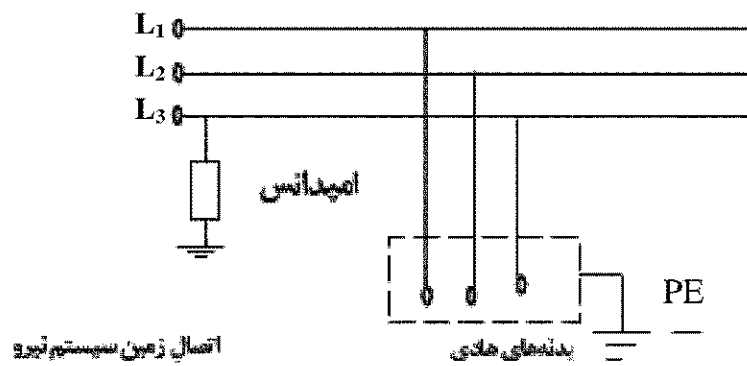 L₁
L₂
L₃
امپدانس
PE
اتصال زمین سیستم نیرو
بدنه‌های هادی